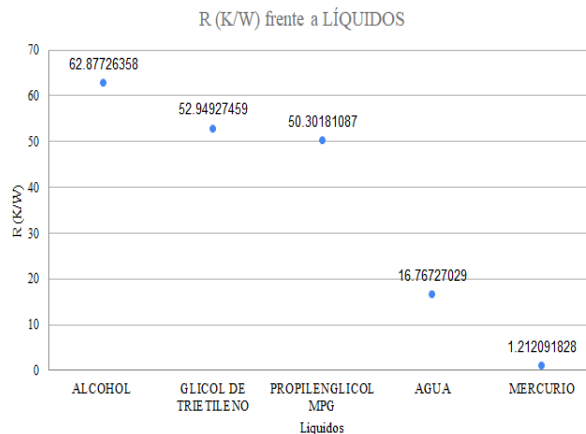 R (K/W) frente a LÍQUIDOS
70
60
50
40
30
20
10
0
R (K/W)
62.87726358
52.94927459
50.30181087
16.76727029
1.212091828
ALCOHOL
GLICOL DE
TRIETILENO
PROPILENGLICOL
MPG
AGUA
MERCURIO
Líquidos